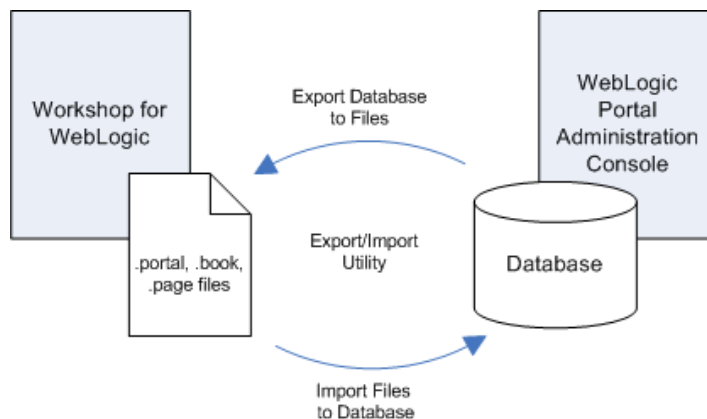 Workshop for
WebLogic
.portal, .book,
.page files
Export Database
to Files
Export/Import
Utility
Import Files
to Database
WebLogic
Portal
Administration
Console
Database